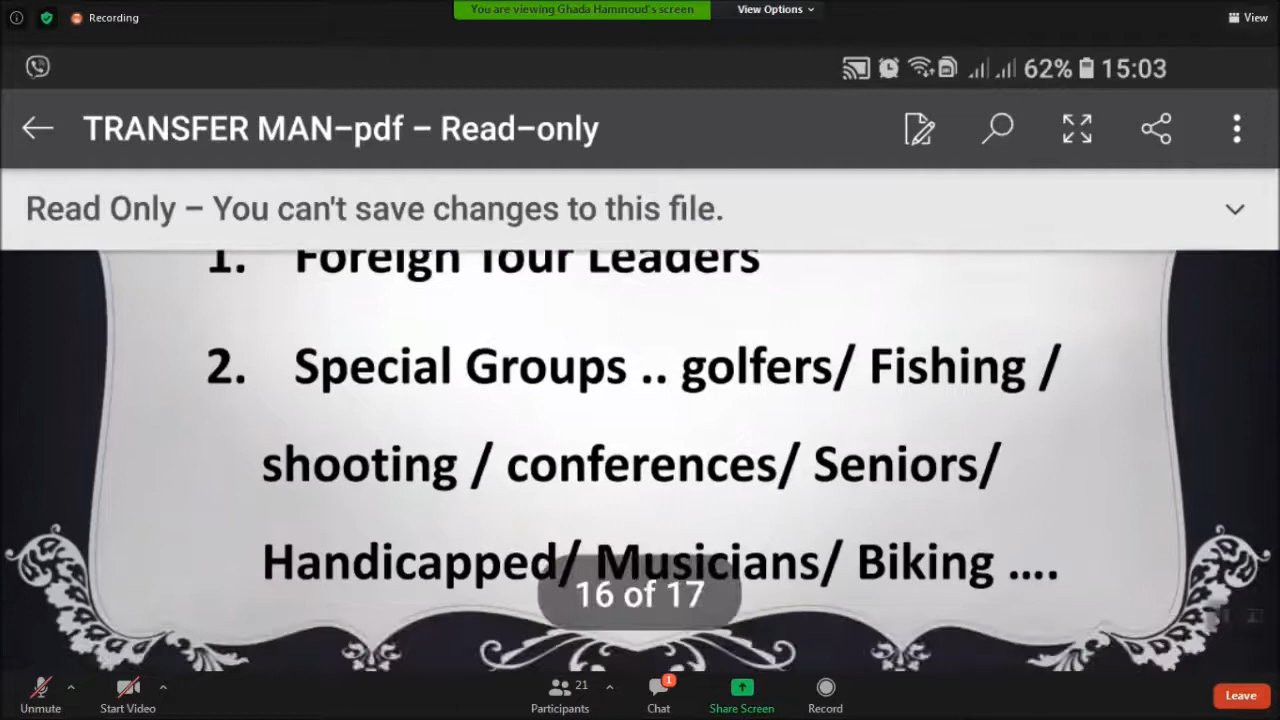 Recording
You are viewing Ghada Hammoud's screen
View Options
View
62% 15:03
TRANSFER MAN-pdf - Read-only
Read Only - You can't save changes to this file.
1. Foreign Tour Leaders
2. Special Groups .. golfers/ Fishing /
shooting / conferences/ Seniors/
Handicapped/ Musicians/ Biking ....
16 of 17
Unmute
Start Video
21
Participants
1
Chat
Share Screen
Record
Leave